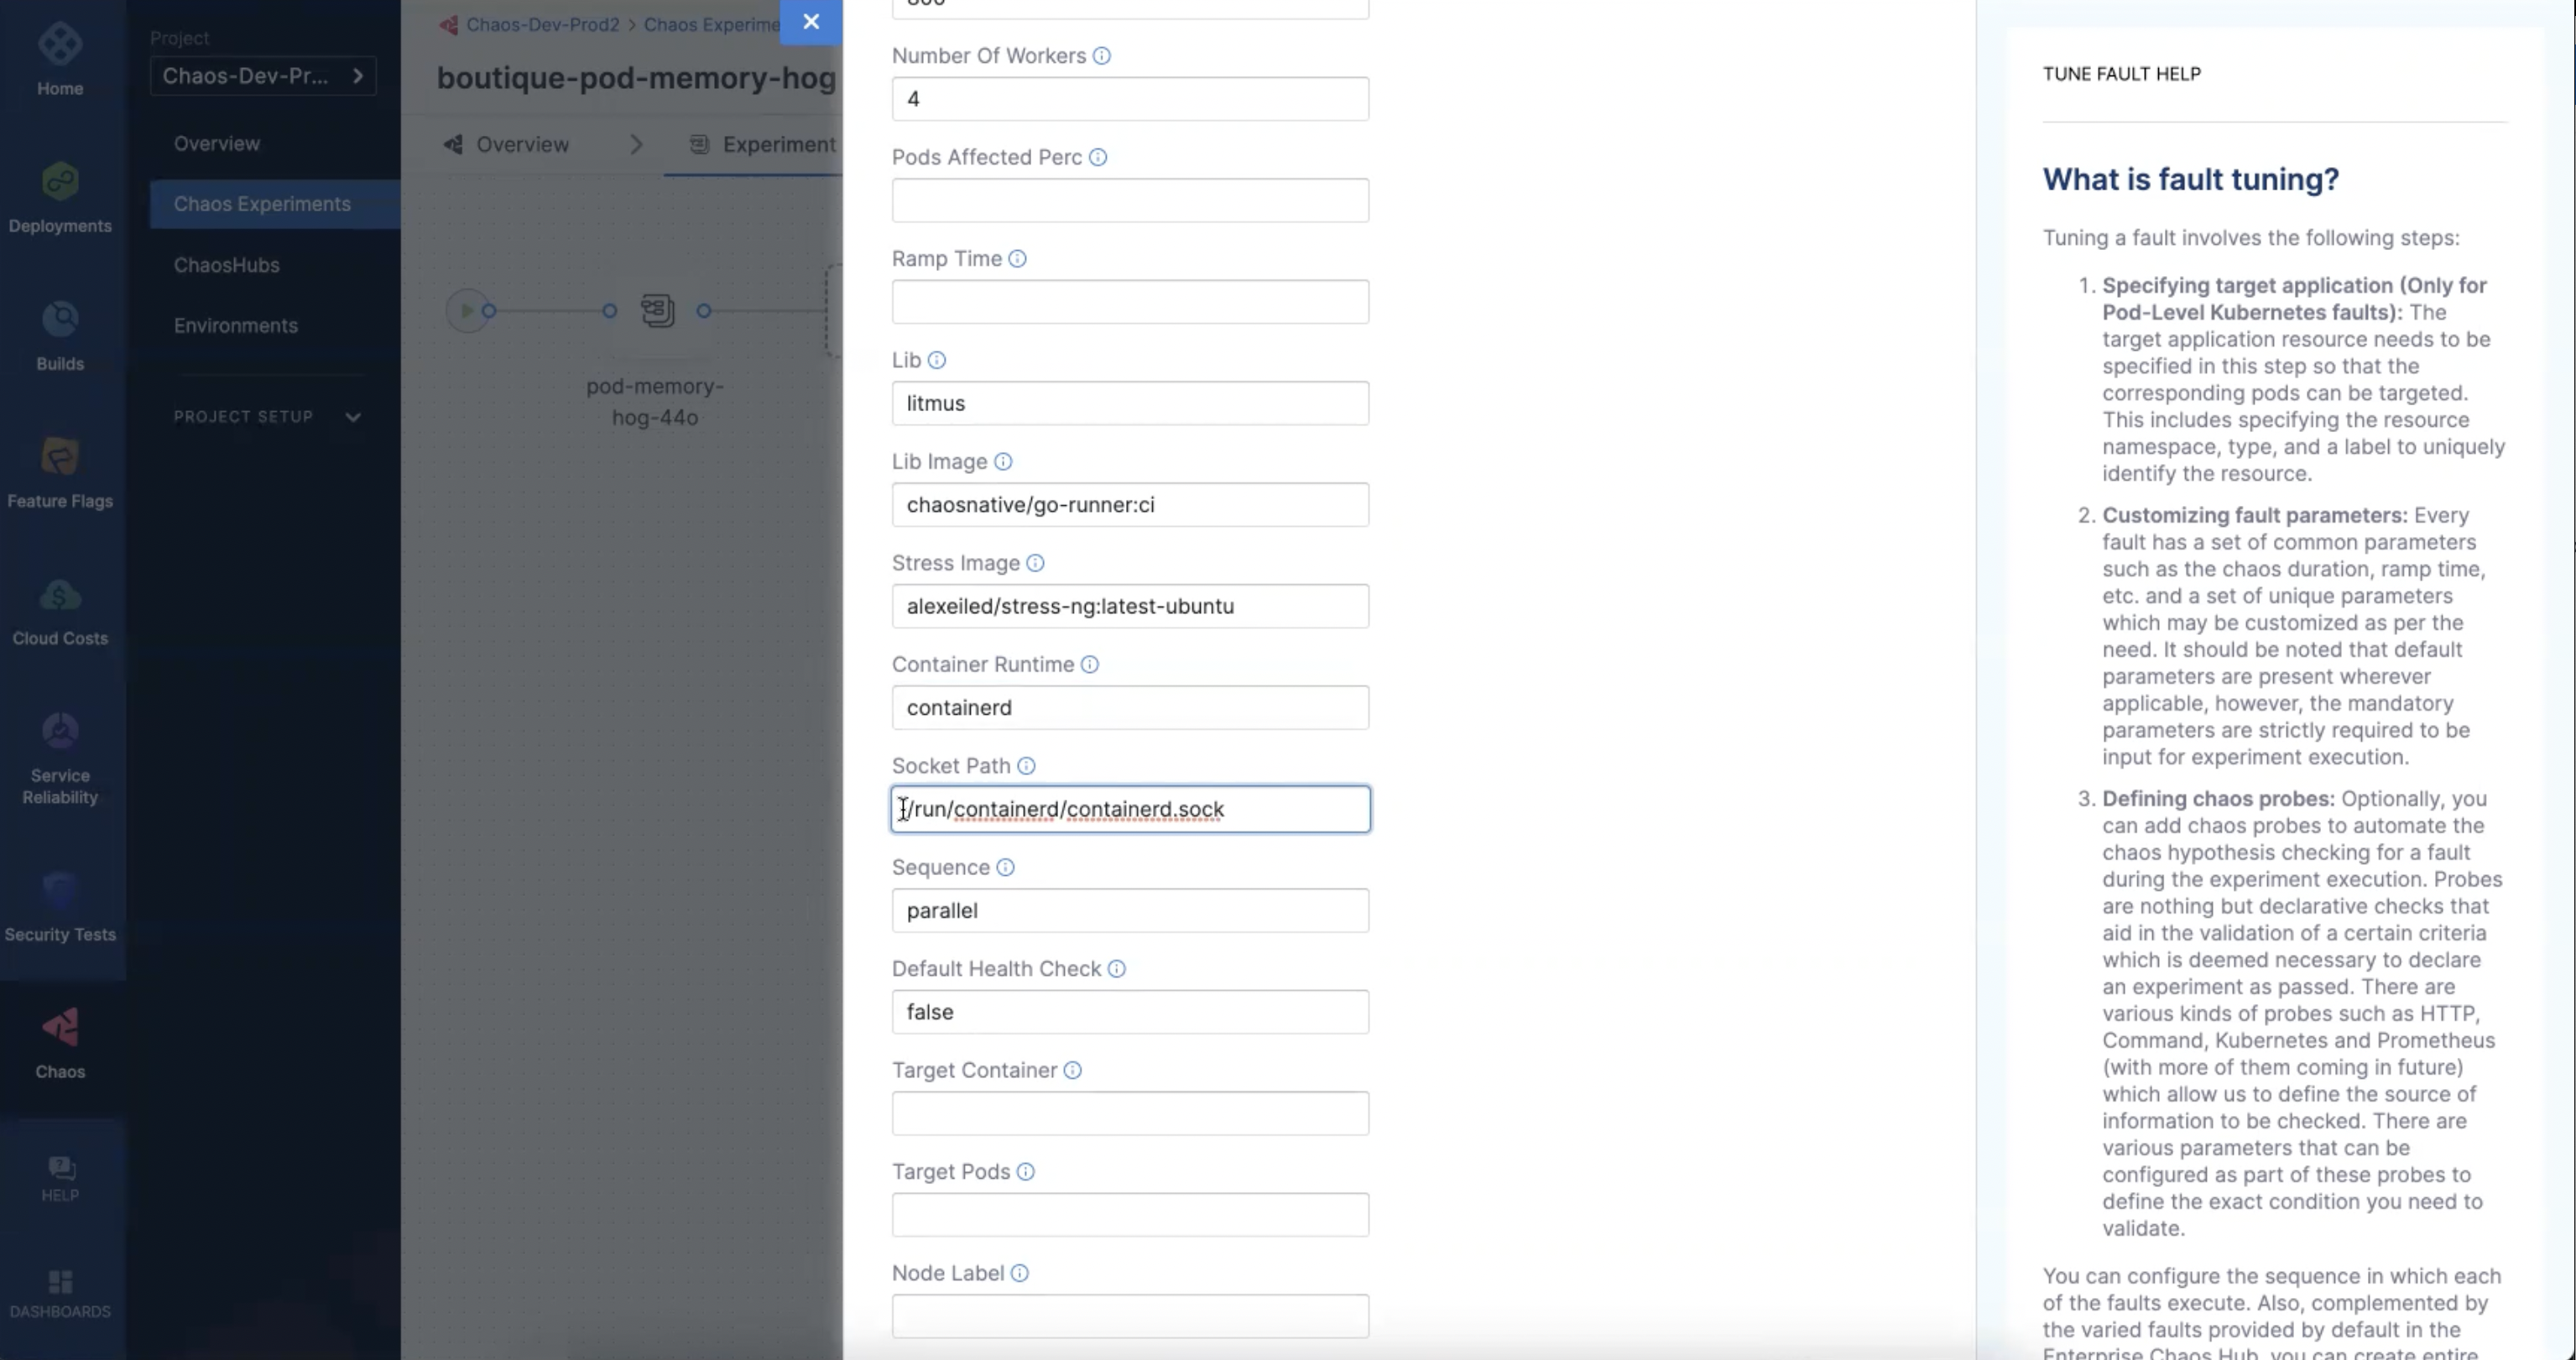 Home
Deployments
Builds
Feature Flags
Cloud Costs
Service
Reliability
Security Tests
Chaos
HELP
DASHBOARDS
Project
Chaos-Dev-Pr...
Overview
Chaos Experiments
ChaosHubs
Environments
PROJECT SETUP
Chaos-Dev-Prod2 > Chaos Experime
boutique-pod-memory-hog
Overview
Experiment
pod-memory-
hog-44o
Number Of Workers
4
Pods Affected Perc
Ramp Time
Lib
litmus
Lib Image
chaosnative/go-runner:ci
Stress Image
alexeiled/stress-ng:latest-ubuntu
Container Runtime
containerd
Socket Path
/run/containerd/containerd.sock
Sequence
parallel
Default Health Check
false
Target Container
Target Pods
Node Label
TUNE FAULT HELP
What is fault tuning?
Tuning a fault involves the following steps:
1. Specifying target application (Only for
Pod-Level Kubernetes faults): The
target application resource needs to be
specified in this step so that the
corresponding pods can be targeted.
This includes specifying the resource
namespace, type, and a label to uniquely
identify the resource.
2. Customizing fault parameters: Every
fault has a set of common parameters
such as the chaos duration, ramp time,
etc. and a set of unique parameters
which may be customized as per the
need. It should be noted that default
parameters are present wherever
applicable, however, the mandatory
parameters are strictly required to be
input for experiment execution.
3. Defining chaos probes: Optionally, you
can add chaos probes to automate the
chaos hypothesis checking for a fault
during the experiment execution. Probes
are nothing but declarative checks that
aid in the validation of a certain criteria
which is deemed necessary to declare
an experiment as passed. There are
various kinds of probes such as HTTP,
Command, Kubernetes and Prometheus
(with more of them coming in future)
which allow us to define the source of
information to be checked. There are
various parameters that can be
configured as part of these probes to
define the exact condition you need to
validate.
You can configure the sequence in which each
of the faults execute. Also, complemented by
the varied faults provided by default in the
Enterprise Chaos Hub, you can create entire